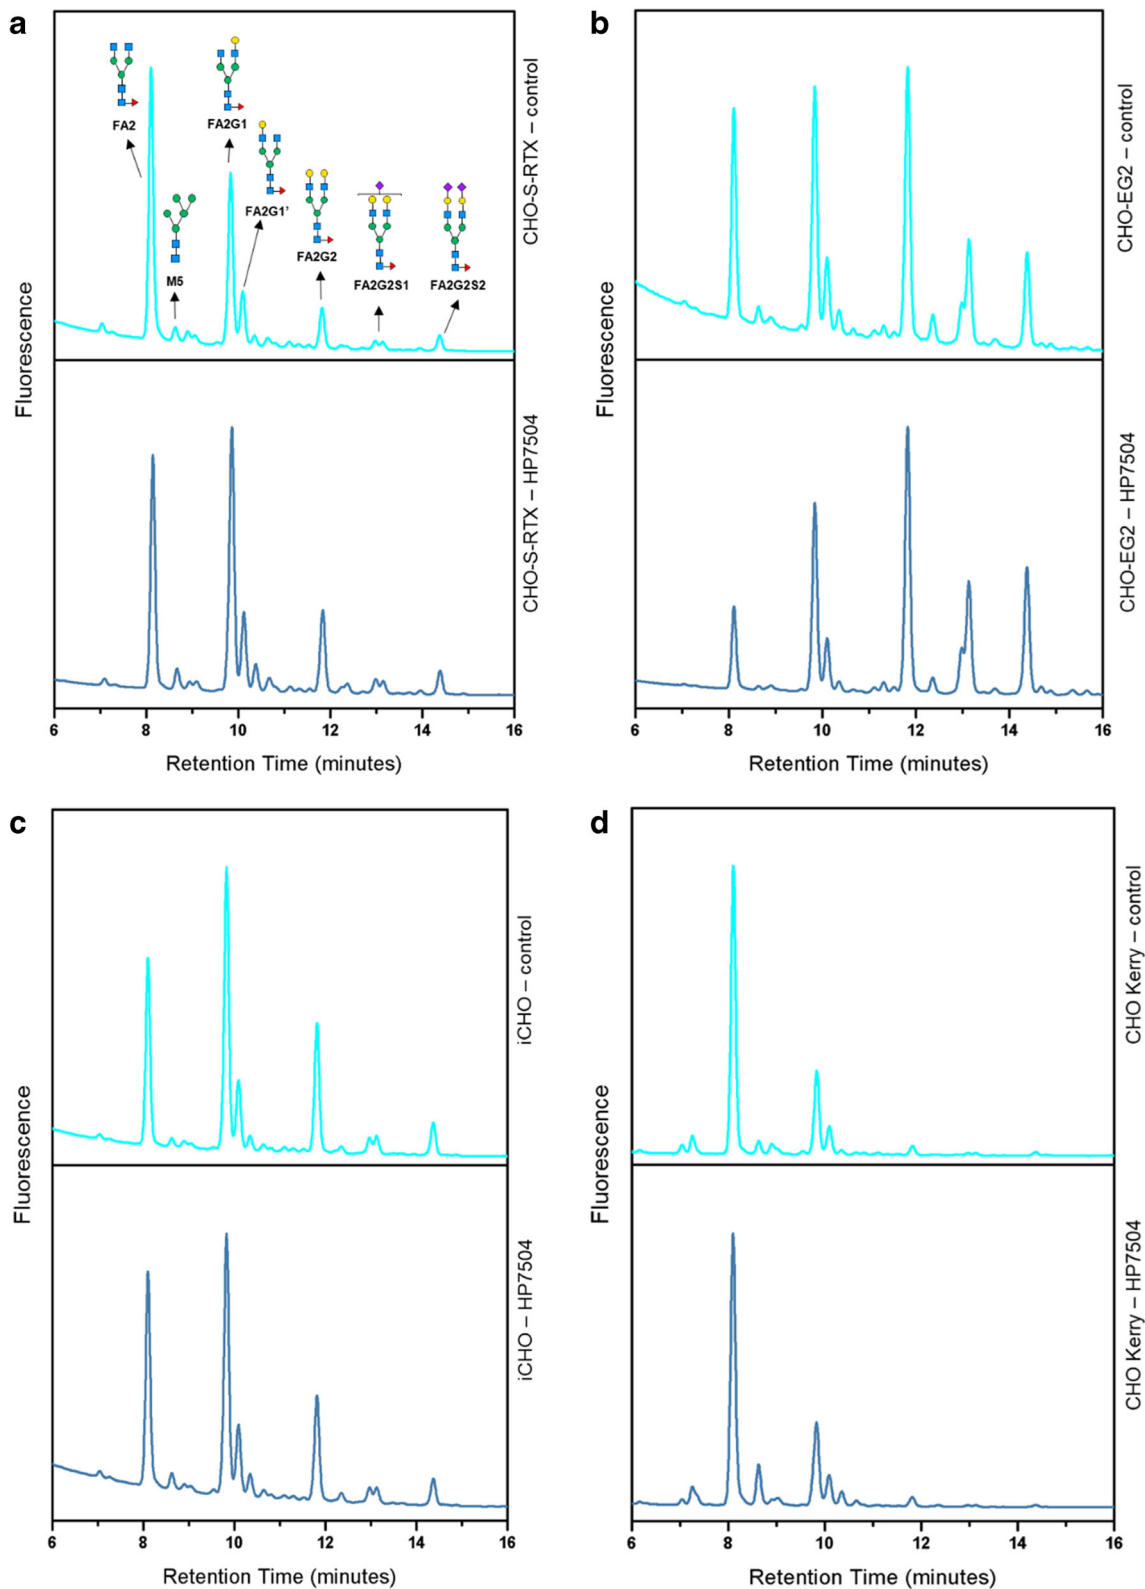 a
FA2
FA2G1
FA2G1'
M5
FA2G2
FA2G2S1
FA2G2S2
CHO-S-RTX – control
Fluorescence
CHO-S-RTX – HP7504
6 8 10 12 14 16
Retention Time (minutes)
b
CHO-EG2 – control
Fluorescence
CHO-EG2 – HP7504
6 8 10 12 14 16
Retention Time (minutes)
c
iCHO – control
Fluorescence
iCHO – HP7504
6 8 10 12 14 16
Retention Time (minutes)
d
CHO Kerry – control
Fluorescence
CHO Kerry – HP7504
6 8 10 12 14 16
Retention Time (minutes)